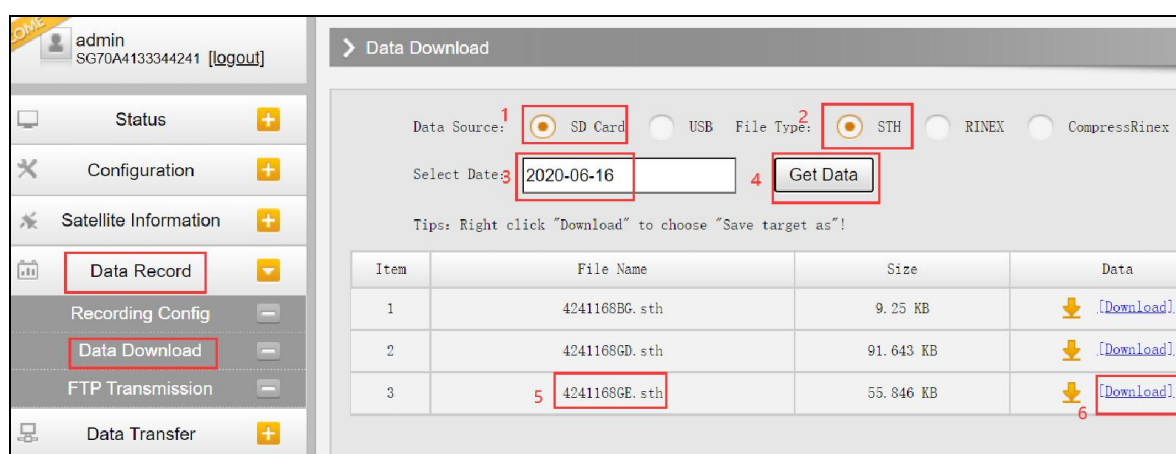 COME
admin
SG70A4133344241 [logout]
Status
Configuration
Satellite Information
Data Record
Recording Config
Data Download
FTP Transmission
Data Transfer
Data Download
Data Source: 1 SD Card USB File Type: 2 STH RINEX CompressRinex
Select Date: 3 2020-06-16 4 Get Data
Tips: Right click "Download" to choose "Save target as"!
Item File Name Size Data
1 4241168BG.sth 9.25 KB [Download]
2 4241168GD.sth 91.643 KB [Download]
3 5 4241168GE.sth 55.846 KB [Download]
6